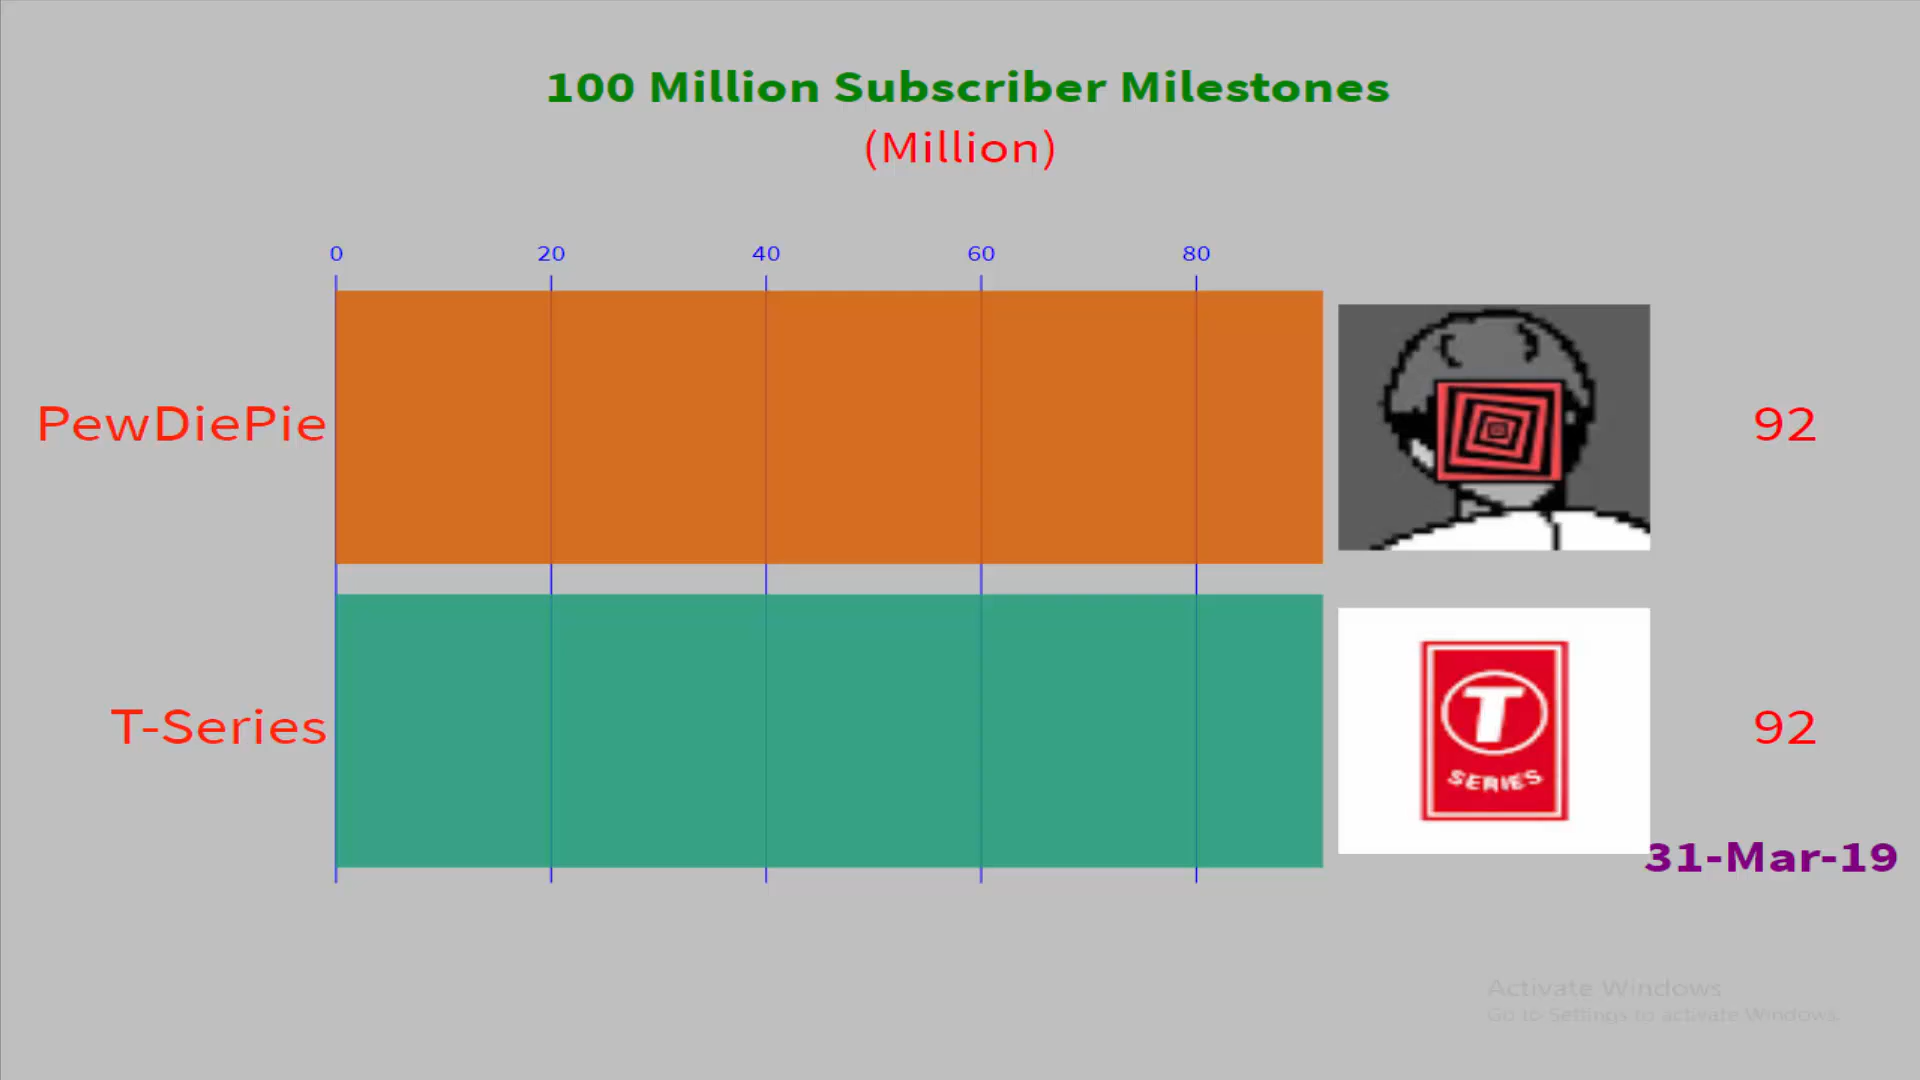 100 Million Subscriber Milestones
(Million)
0 20 40 60 80
PewDiePie 92
T-Series 92
T
SERIES
31-Mar-19
Activate Windows
Go to Settings to activate Windows.